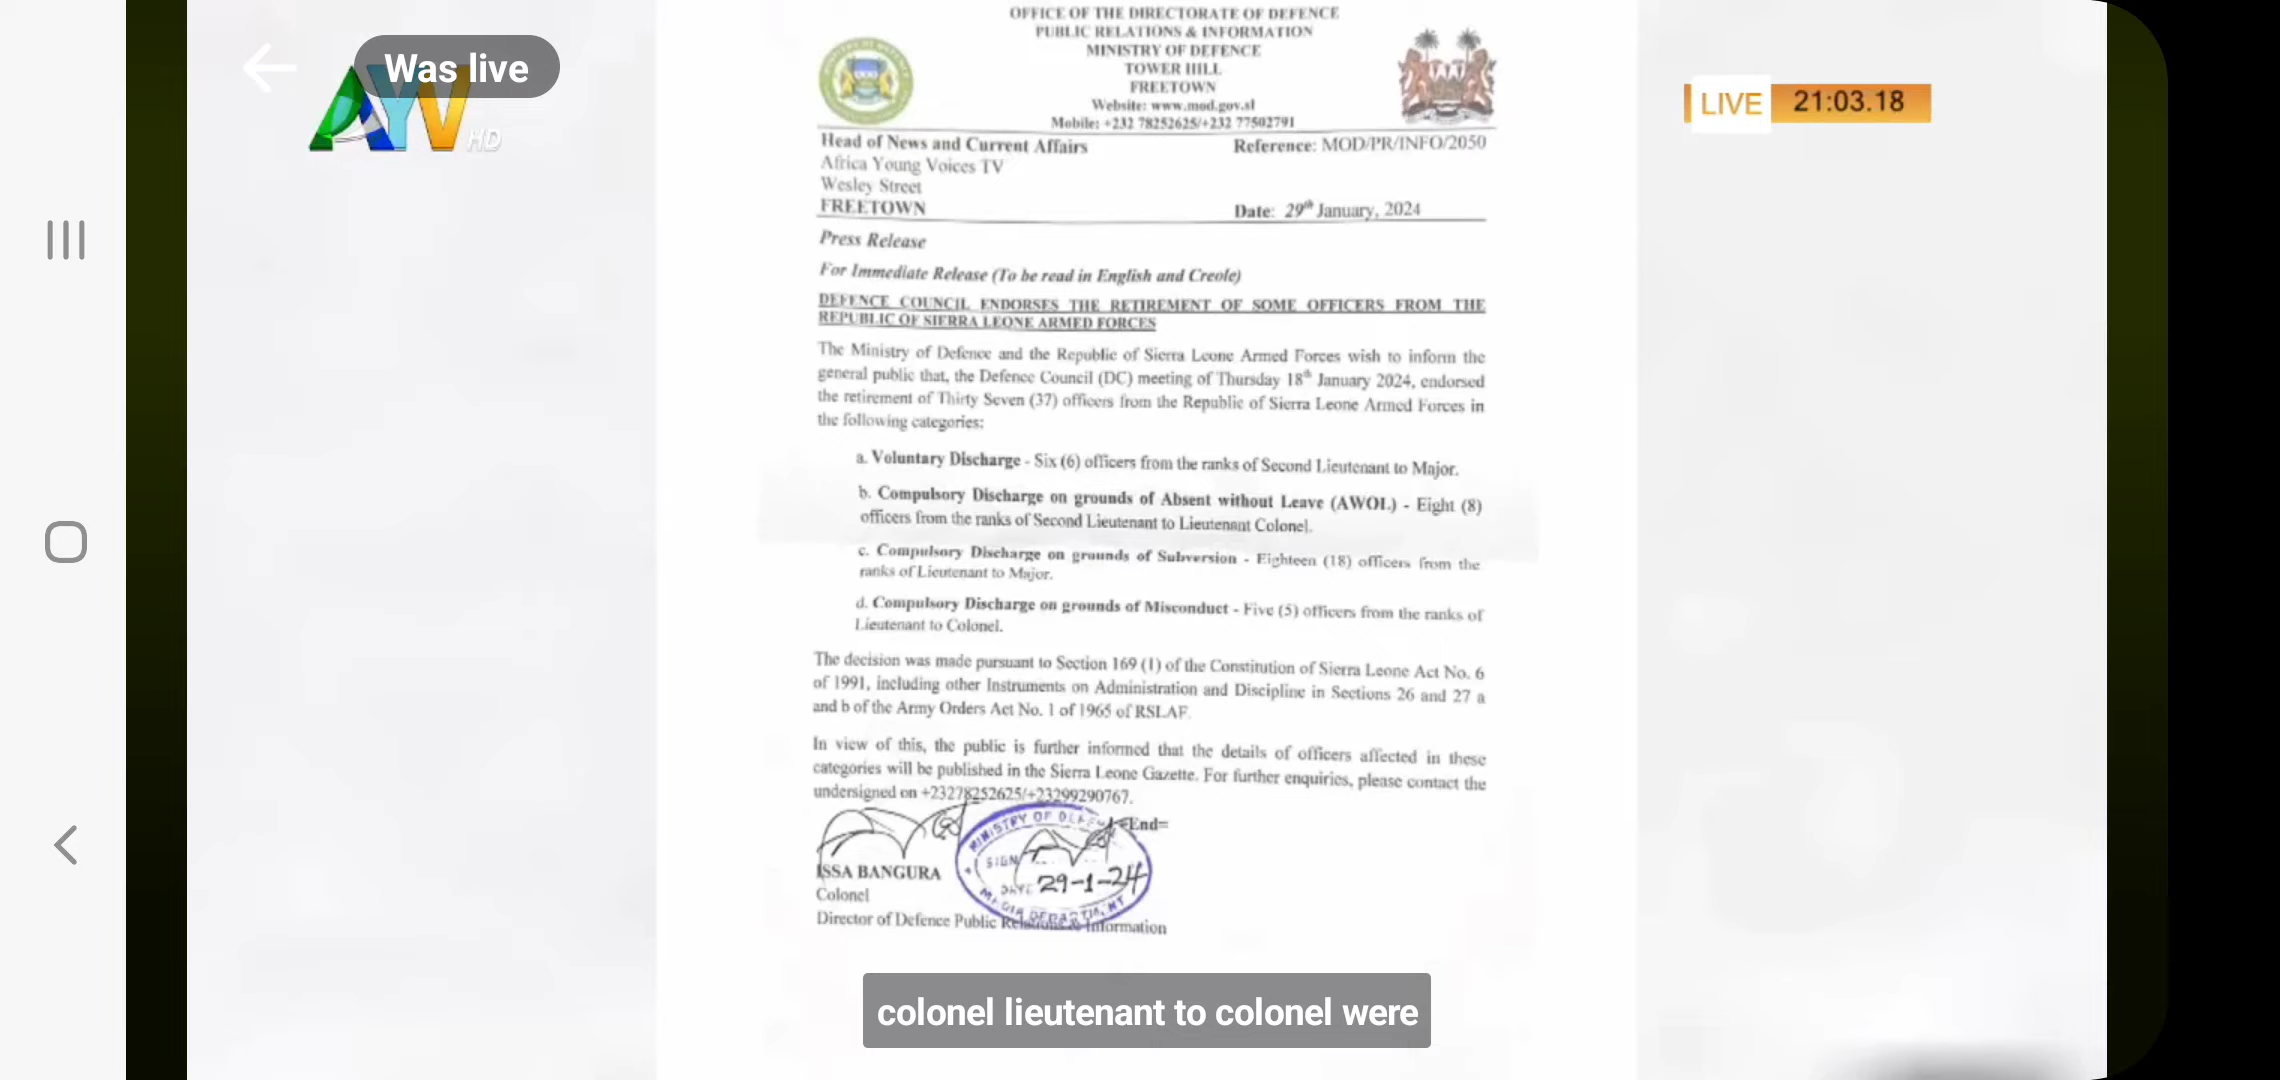 Was live
AYV HD
LIVE 21:03.18
OFFICE OF THE DIRECTORATE OF DEFENCE
PUBLIC RELATIONS & INFORMATION
MINISTRY OF DEFENCE
TOWER HILL
FREETOWN
Website: www.mod.gov.sl
Mobile: +232 78252625/+232 77502791
Head of News and Current Affairs
Reference: MOD/PR/INFO/2050
Africa Young Voices TV
Wesley Street
FREETOWN
Date: 29th January, 2024
Press Release
For Immediate Release (To be read in English and Creole)
DEFENCE COUNCIL ENDORSES THE RETIREMENT OF SOME OFFICERS FROM THE
REPUBLIC OF SIERRA LEONE ARMED FORCES
The Ministry of Defence and the Republic of Sierra Leone Armed Forces wish to inform the
general public that, the Defence Council (DC) meeting of Thursday 18th January 2024, endorsed
the retirement of Thirty Seven (37) officers from the Republic of Sierra Leone Armed Forces in
the following categories:
a. Voluntary Discharge - Six (6) officers from the ranks of Second Lieutenant to Major.
b. Compulsory Discharge on grounds of Absent without Leave (AWOL) - Eight (8)
officers from the ranks of Second Lieutenant to Lieutenant Colonel.
c. Compulsory Discharge on grounds of Subversion - Eighteen (18) officers from the
ranks of Lieutenant to Major.
d. Compulsory Discharge on grounds of Misconduct - Five (5) officers from the ranks of
Lieutenant to Colonel.
The decision was made pursuant to Section 169 (1) of the Constitution of Sierra Leone Act No. 6
of 1991, including other Instruments on Administration and Discipline in Sections 26 and 27 a
and b of the Army Orders Act No. 1 of 1965 of RSLAF.
In view of this, the public is further informed that the details of officers affected in these
categories will be published in the Sierra Leone Gazette. For further enquiries, please contact the
undersigned on +23278252625/+23299290767.
=End=
MINISTRY OF DEFENCE
SIGN
DATE 29-1-24
MEDIA DEPARTMENT
ISSA BANGURA
Colonel
Director of Defence Public Relations & Information
colonel lieutenant to colonel were